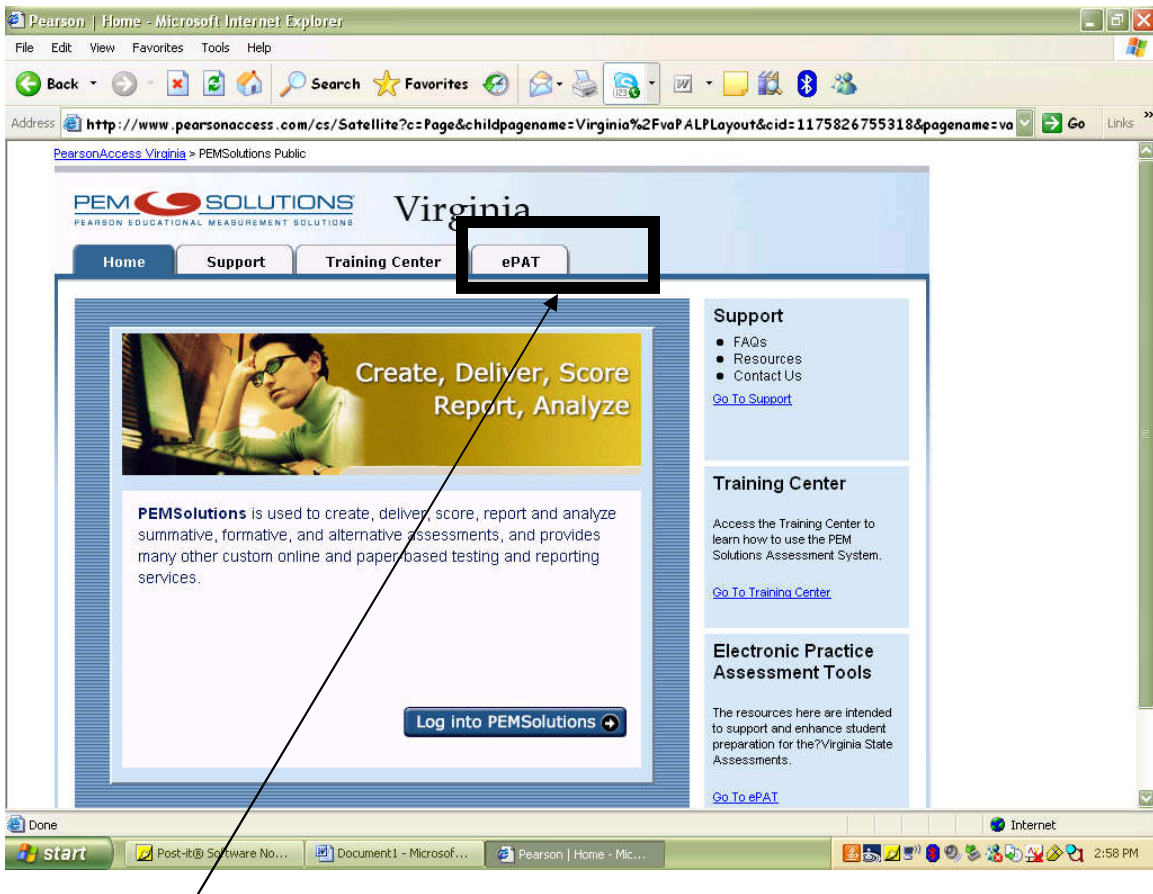 Pearson | Home - Microsoft Internet Explorer
File Edit View Favorites Tools Help
Back Search Favorites
Address http://www.pearsonaccess.com/cs/Satellite?c=Page&childpagename=Virginia%2FvaPALPLayout&cid=1175826755318&pagename=va Go Links »
PearsonAccess Virginia > PEMSolutions Public
PEM SOLUTIONS Virginia
PEARSON EDUCATIONAL MEASUREMENT SOLUTIONS
Home Support Training Center ePAT
Create, Deliver, Score
Report, Analyze
PEMSolutions is used to create, deliver, score, report and analyze
summative, formative, and alternative assessments, and provides
many other custom online and paper-based testing and reporting
services.
Log into PEMSolutions
Support
FAQs
Resources
Contact Us
Go To Support
Training Center
Access the Training Center to
learn how to use the PEM
Solutions Assessment System.
Go To Training Center
Electronic Practice
Assessment Tools
The resources here are intended
to support and enhance student
preparation for the?Virginia State
Assessments.
Go To ePAT
Done Internet
start Post-it® Software No... Document1 - Microsof... Pearson | Home - Mic... 2:58 PM